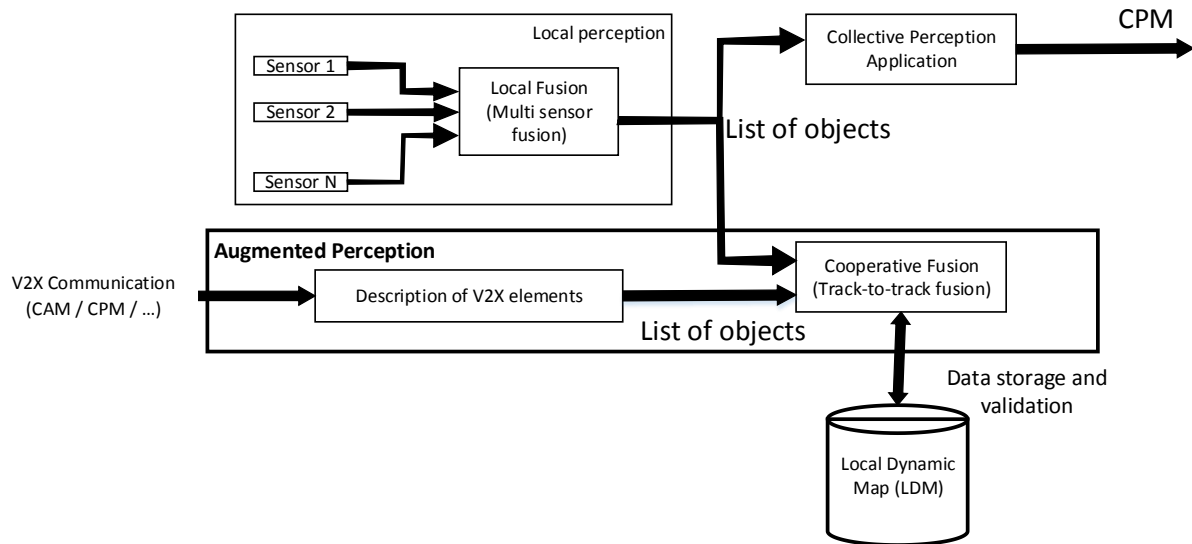 Local perception
Sensor 1
Sensor 2
Sensor N
Local Fusion
(Multi sensor
fusion)
List of objects
Collective Perception
Application
CPM
V2X Communication
(CAM / CPM / ...)
Augmented Perception
Description of V2X elements
List of objects
Cooperative Fusion
(Track-to-track fusion)
Data storage and
validation
Local Dynamic
Map (LDM)